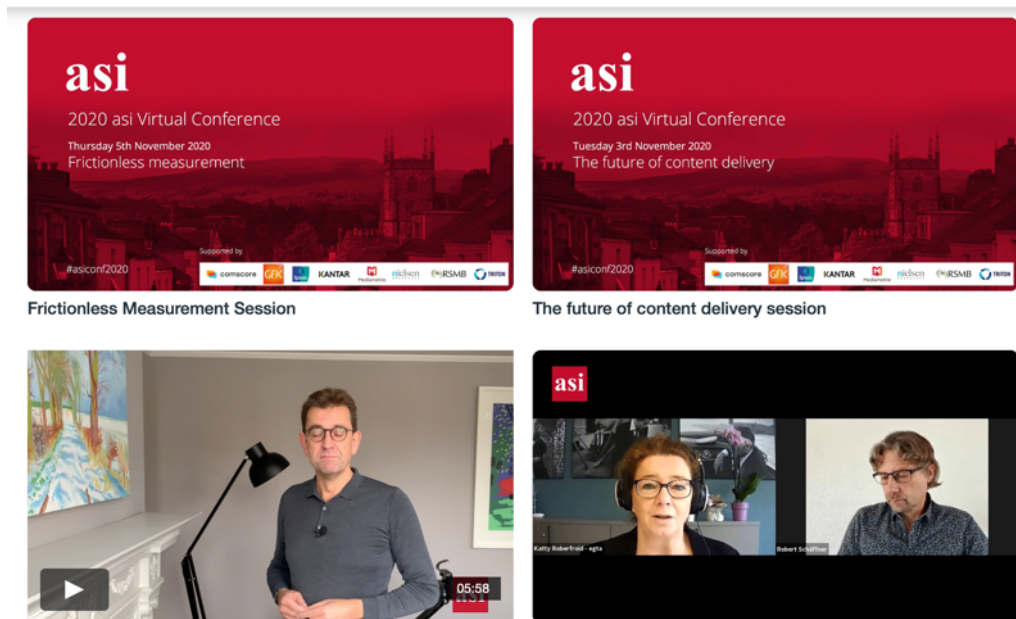 asi
2020 asi Virtual Conference
Thursday 5th November 2020
Frictionless measurement
Supported by
#asiconf2020
comscore GfK KANTAR Mediametrie nielsen RSMB TRITON
Frictionless Measurement Session
asi
2020 asi Virtual Conference
Tuesday 3rd November 2020
The future of content delivery
Supported by
#asiconf2020
comscore GfK KANTAR Mediametrie nielsen RSMB TRITON
The future of content delivery session
05:58
asi
asi
Katty Roberfroid - egta
Robert Schäffner